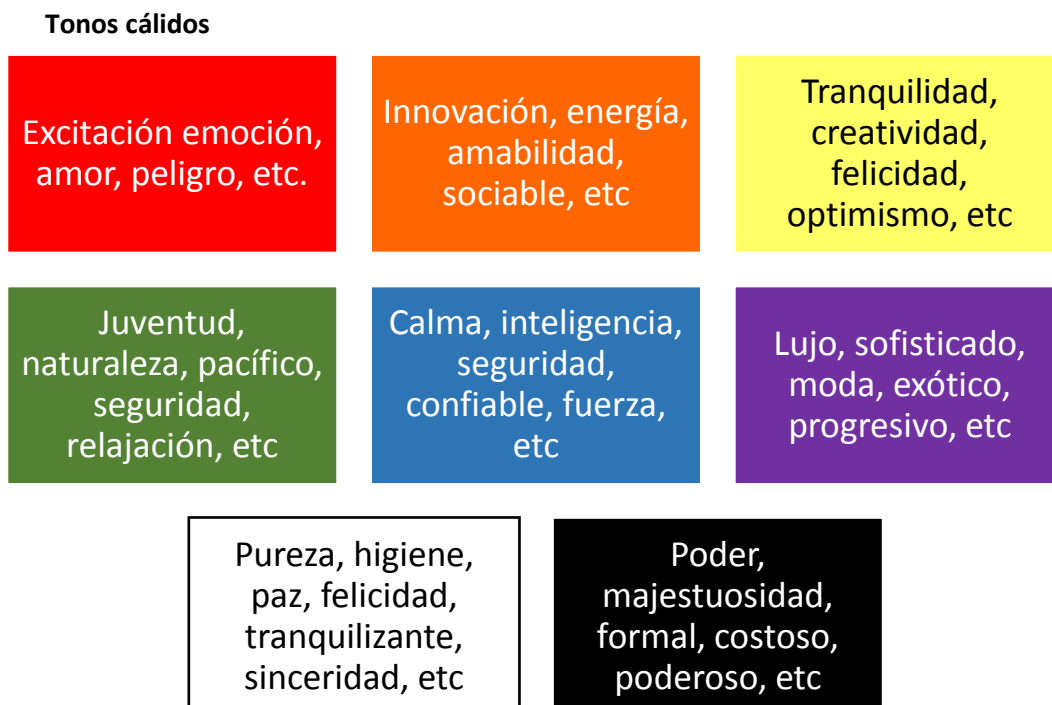 Tonos cálidos
Excitación emoción,
amor, peligro, etc.
Innovación, energía,
amabilidad,
sociable, etc
Tranquilidad,
creatividad,
felicidad,
optimismo, etc
Juventud,
naturaleza, pacífico,
seguridad,
relajación, etc
Calma, inteligencia,
seguridad,
confiable, fuerza,
etc
Lujo, sofisticado,
moda, exótico,
progresivo, etc
Pureza, higiene,
paz, felicidad,
tranquilizante,
sinceridad, etc
Poder,
majestuosidad,
formal, costoso,
poderoso, etc